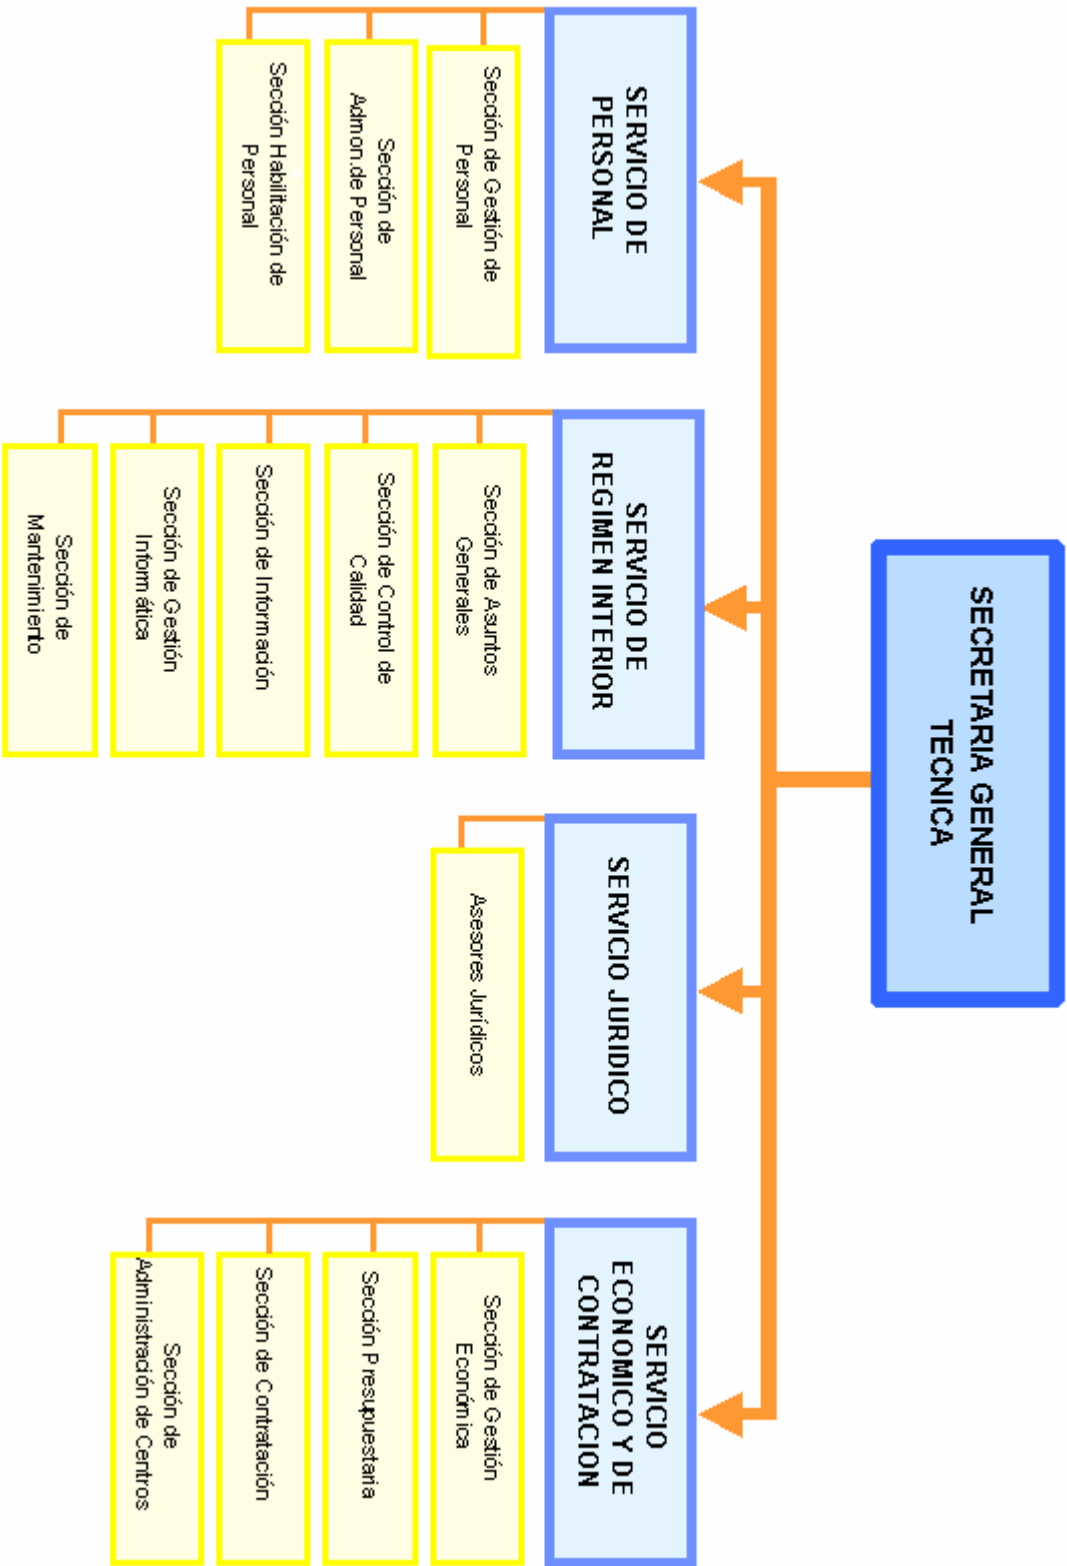 SECRETARIA GENERAL
TECNICA
SERVICIO DE
PERSONAL
Sección de Gestión de
Personal
Sección de
Admon.de Personal
Sección Habilitación de
Personal
SERVICIO DE
REGIMEN INTERIOR
Sección de Asuntos
Generales
Sección de Control de
Calidad
Sección de Información
Sección de Gestión
Informática
Sección de
Mantenimiento
SERVICIO JURIDICO
Asesores Jurídicos
SERVICIO
ECONOMICO Y DE
CONTRATACION
Sección de Gestión
Económica
Sección Presupuestaria
Sección de Contratación
Sección de
Administración de Centros